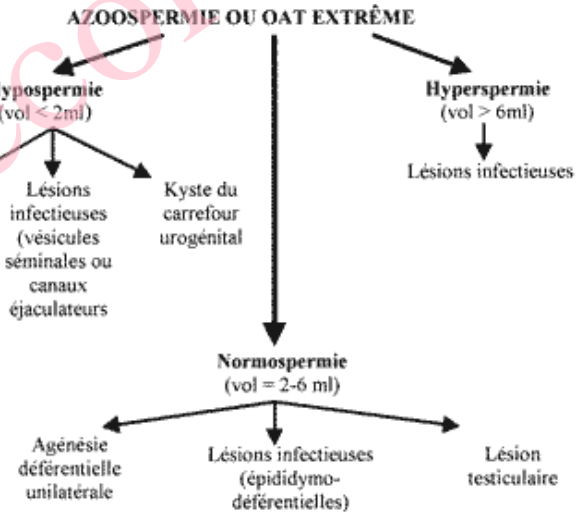 AZOOSPERMIE OU OAT EXTRÊME
ypospermie
(vol < 2ml)
Hyperspermie
(vol > 6ml)
Lésions infectieuses
Lésions
infectieuses
(vésicules
séminales ou
canaux
éjaculateurs
Kyste du
carrefour
urogénital
Normospermie
(vol = 2-6 ml)
Agénésie
déférentielle
unilatérale
Lésions infectieuses
(épididymo-
déférentielles)
Lésion
testiculaire